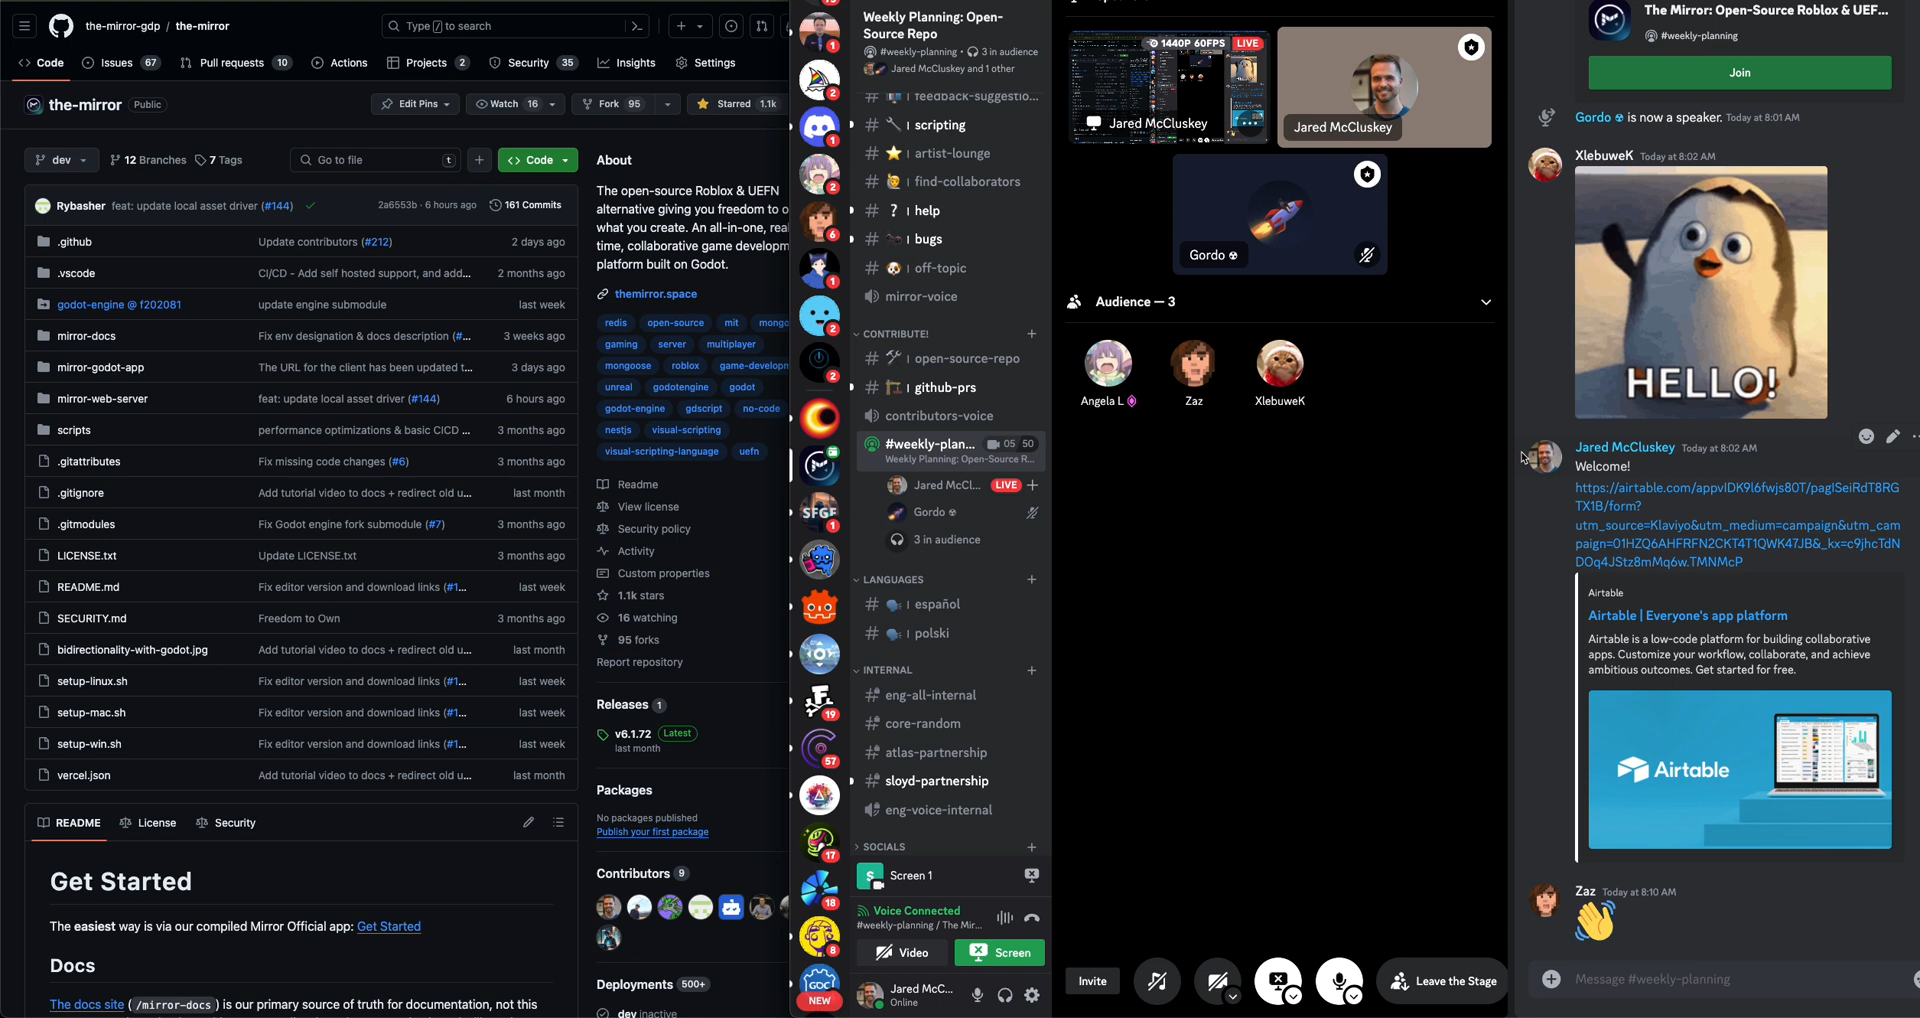 the-mirror-gdp / the-mirror
Type / to search
Code
Issues 67
Pull requests 10
Actions
Projects 2
Security 35
Insights
Settings
the-mirror Public
Edit Pins
Watch 16
Fork 95
Starred 1.1k
dev
12 Branches
7 Tags
Go to file t
Code
Rybasher feat: update local asset driver (#144)
2a6553b · 6 hours ago
161 Commits
.github Update contributors (#212) 2 days ago
.vscode CI/CD - Add self hosted support, and add... 2 months ago
godot-engine @ f202081 update engine submodule last week
mirror-docs Fix env designation & docs description (#... 3 weeks ago
mirror-godot-app The URL for the client has been updated t... 3 days ago
mirror-web-server feat: update local asset driver (#144) 6 hours ago
scripts performance optimizations & basic CICD ... 3 months ago
.gitattributes Fix missing code changes (#6) 3 months ago
.gitignore Add tutorial video to docs + redirect old u... last month
.gitmodules Fix Godot engine fork submodule (#7) 3 months ago
LICENSE.txt Update LICENSE.txt 3 months ago
README.md Fix editor version and download links (#1... last week
SECURITY.md Freedom to Own 3 months ago
bidirectionality-with-godot.jpg Add tutorial video to docs + redirect old u... last month
setup-linux.sh Fix editor version and download links (#1... last week
setup-mac.sh Fix editor version and download links (#1... last week
setup-win.sh Fix editor version and download links (#1... last week
vercel.json Add tutorial video to docs + redirect old u... last month
README
License
Security
Get Started
The easiest way is via our compiled Mirror Official app: Get Started
Docs
The docs site (/mirror-docs) is our primary source of truth for documentation, not this
About
The open-source Roblox & UEFN
alternative giving you freedom to o
what you create. An all-in-one, rea
time, collaborative game developm
platform built on Godot.
themirror.space
redis open-source mit mongo
gaming server multiplayer
mongoose roblox game-developm
unreal godotengine godot
godot-engine gdscript no-code
nestjs visual-scripting
visual-scripting-language uefn
Readme
View license
Security policy
Activity
Custom properties
1.1k stars
16 watching
95 forks
Report repository
Releases 1
v6.1.72 Latest
last month
Packages
No packages published
Publish your first package
Contributors 9
Deployments 500+
dev inactive
1
2
1
2
6
1
2
2
SFGF
1
19
57
17
18
8
GDC
NEW
Weekly Planning: Open-
Source Repo
#weekly-planning • 3 in audience
Jared McCluskey and 1 other
feedback-suggestio...
scripting
artist-lounge
find-collaborators
help
bugs
off-topic
mirror-voice
CONTRIBUTE!
open-source-repo
github-prs
contributors-voice
#weekly-plan... 05 50
Weekly Planning: Open-Source R...
Jared McCl... LIVE
Gordo
3 in audience
LANGUAGES
español
polski
INTERNAL
eng-all-internal
core-random
atlas-partnership
sloyd-partnership
eng-voice-internal
SOCIALS
S Screen 1
Voice Connected
#weekly-planning / The Mir...
Video
Screen
Jared McC...
Online
1440P 60FPS LIVE
Jared McCluskey
Jared McCluskey
Gordo
Audience — 3
Angela L
Zaz
XlebuweK
Invite
Leave the Stage
The Mirror: Open-Source Roblox & UEF...
#weekly-planning
Join
Gordo is now a speaker. Today at 8:01 AM
XlebuweK Today at 8:02 AM
HELLO!
Jared McCluskey Today at 8:02 AM
Welcome!
https://airtable.com/appvIDK9l6fwjs80T/pagISeiRdT8RG
TX1B/form?
utm_source=Klaviyo&utm_medium=campaign&utm_cam
paign=01HZQ6AHFRFN2CKT4T1QWK47JB&_kx=c9jhcTdN
DOq4JStz8mMq6w.TMNMcP
Airtable
Airtable | Everyone's app platform
Airtable is a low-code platform for building collaborative
apps. Customize your workflow, collaborate, and achieve
ambitious outcomes. Get started for free.
Airtable
Zaz Today at 8:10 AM
Message #weekly-planning